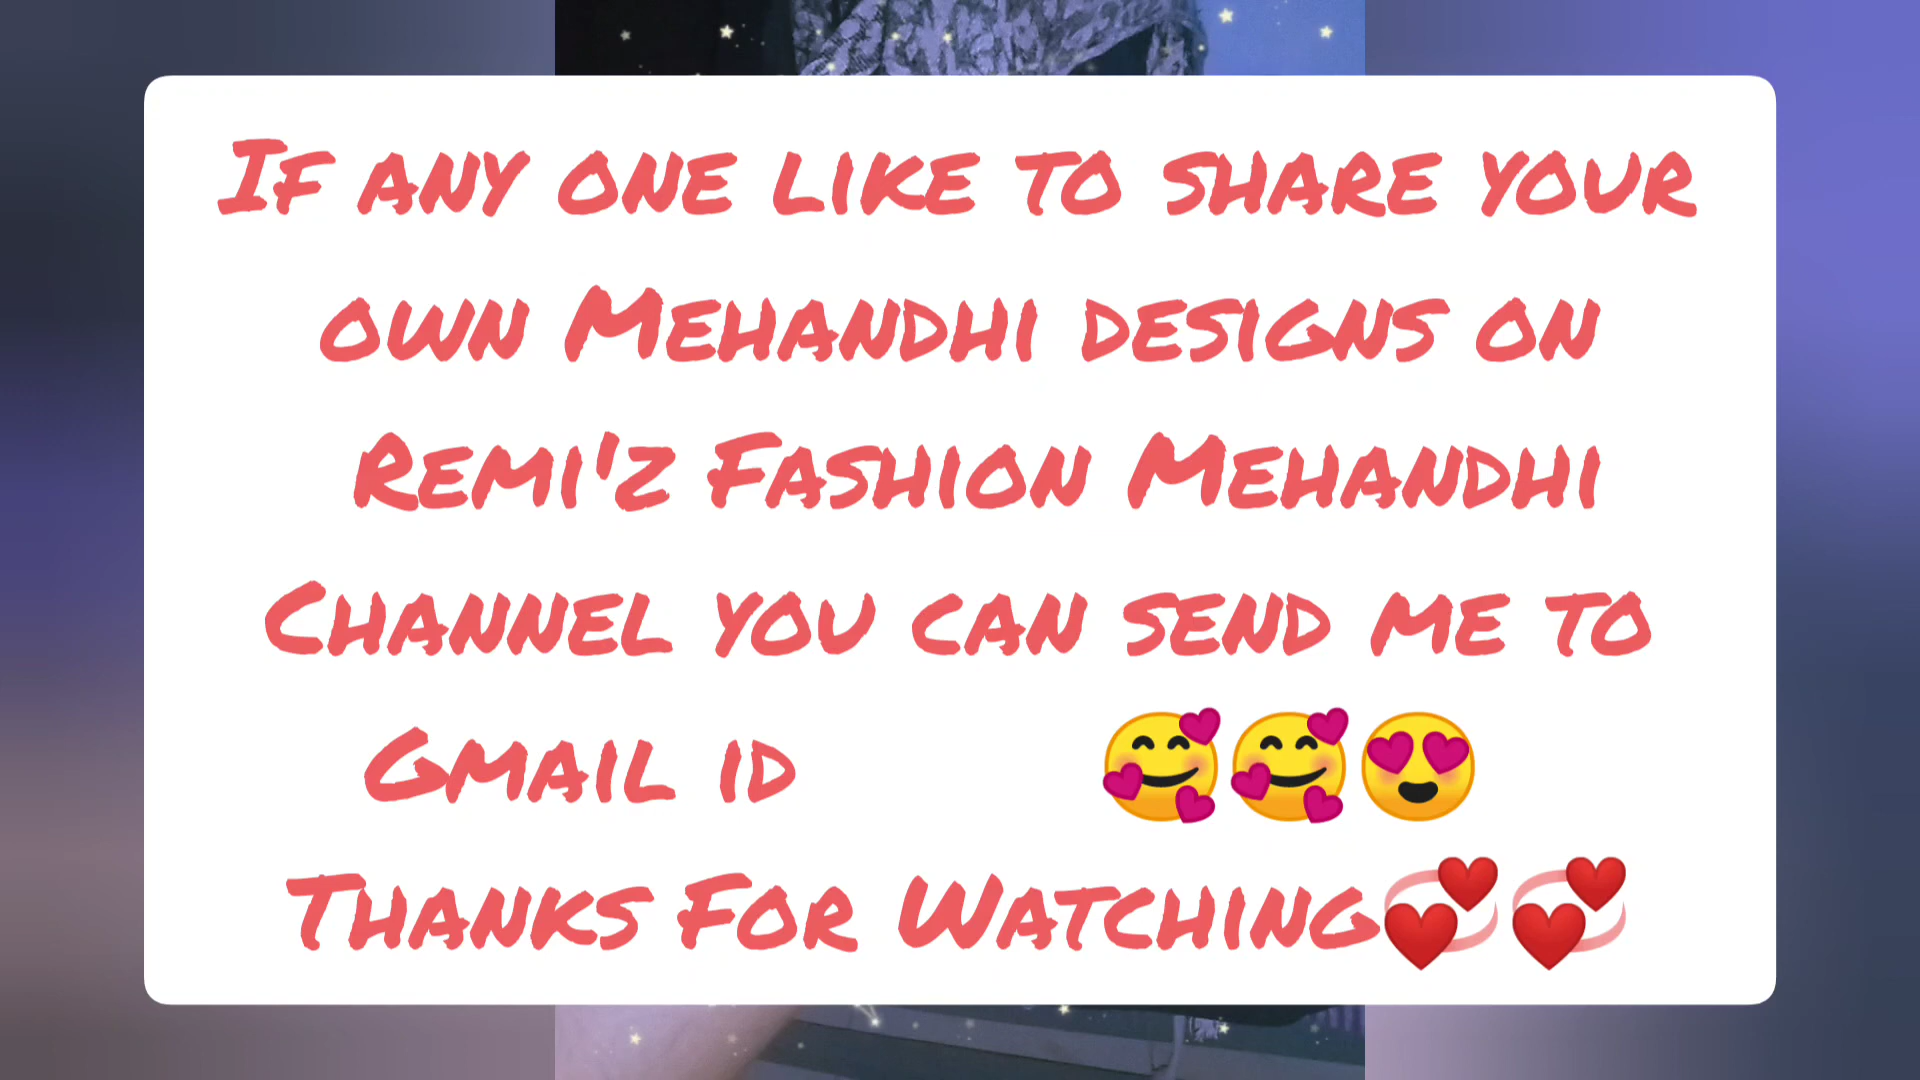 If any one like to share your
own Mehandhi designs on
Remi'z Fashion Mehandhi
Channel you can send me to
Gmail id 🥰🥰😍
Thanks For Watching💞💞